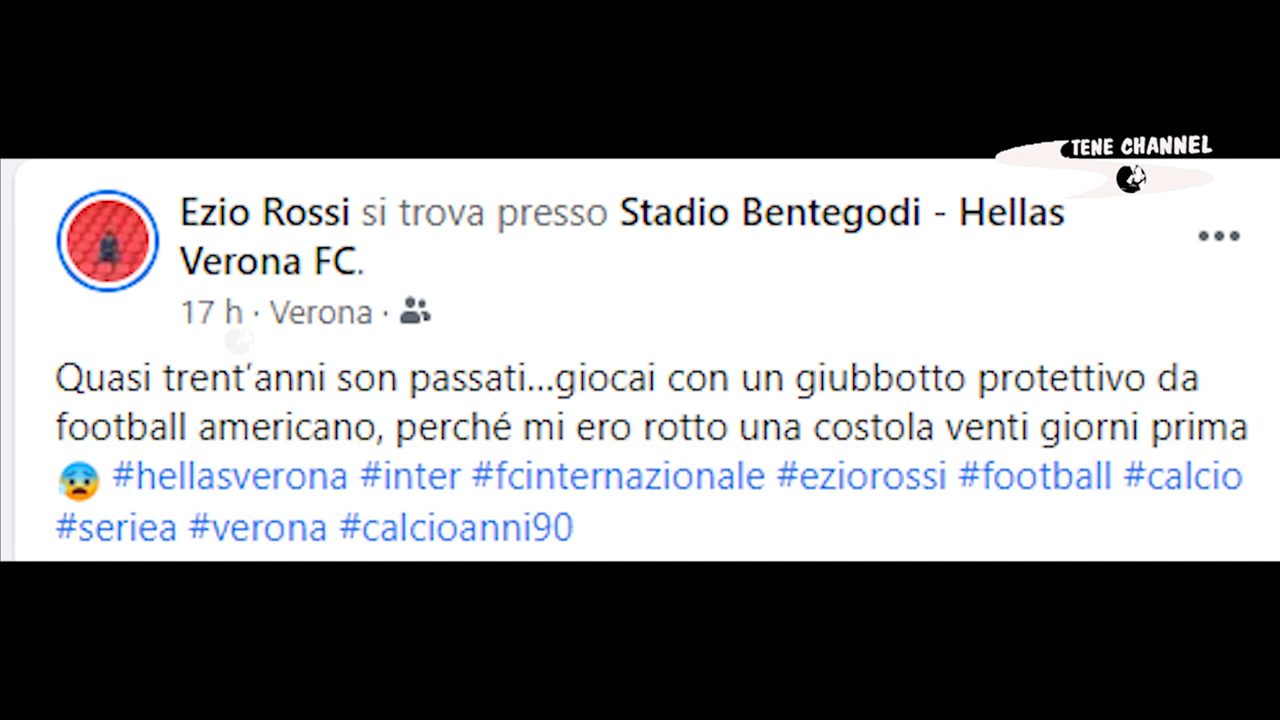 TENE CHANNEL
Ezio Rossi si trova presso Stadio Bentegodi - Hellas
Verona FC.
17 h · Verona ·
Quasi trent'anni son passati...giocai con un giubbotto protettivo da
football americano, perché mi ero rotto una costola venti giorni prima
😰 #hellasverona #inter #fcinternazionale #eziorossi #football #calcio
#seriea #verona #calcioanni90